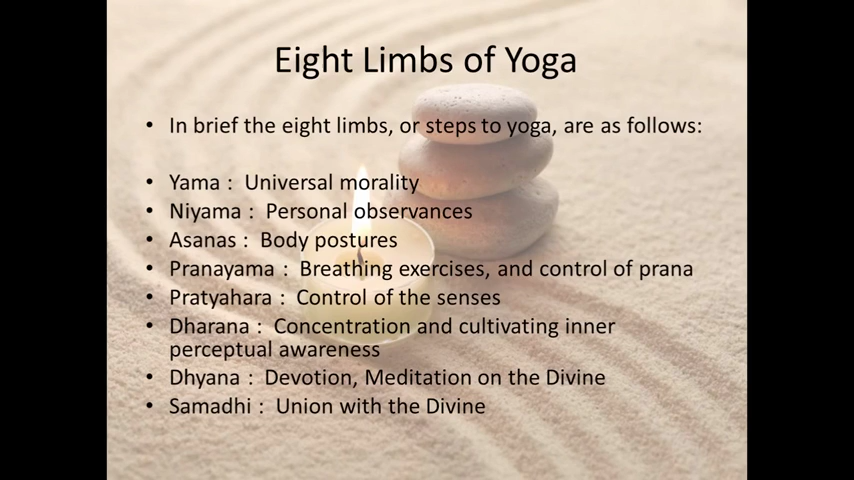 Eight Limbs of Yoga
• In brief the eight limbs, or steps to yoga, are as follows:
• Yama : Universal morality
• Niyama : Personal observances
• Asanas : Body postures
• Pranayama : Breathing exercises, and control of prana
• Pratyahara : Control of the senses
• Dharana : Concentration and cultivating inner
perceptual awareness
• Dhyana : Devotion, Meditation on the Divine
• Samadhi : Union with the Divine